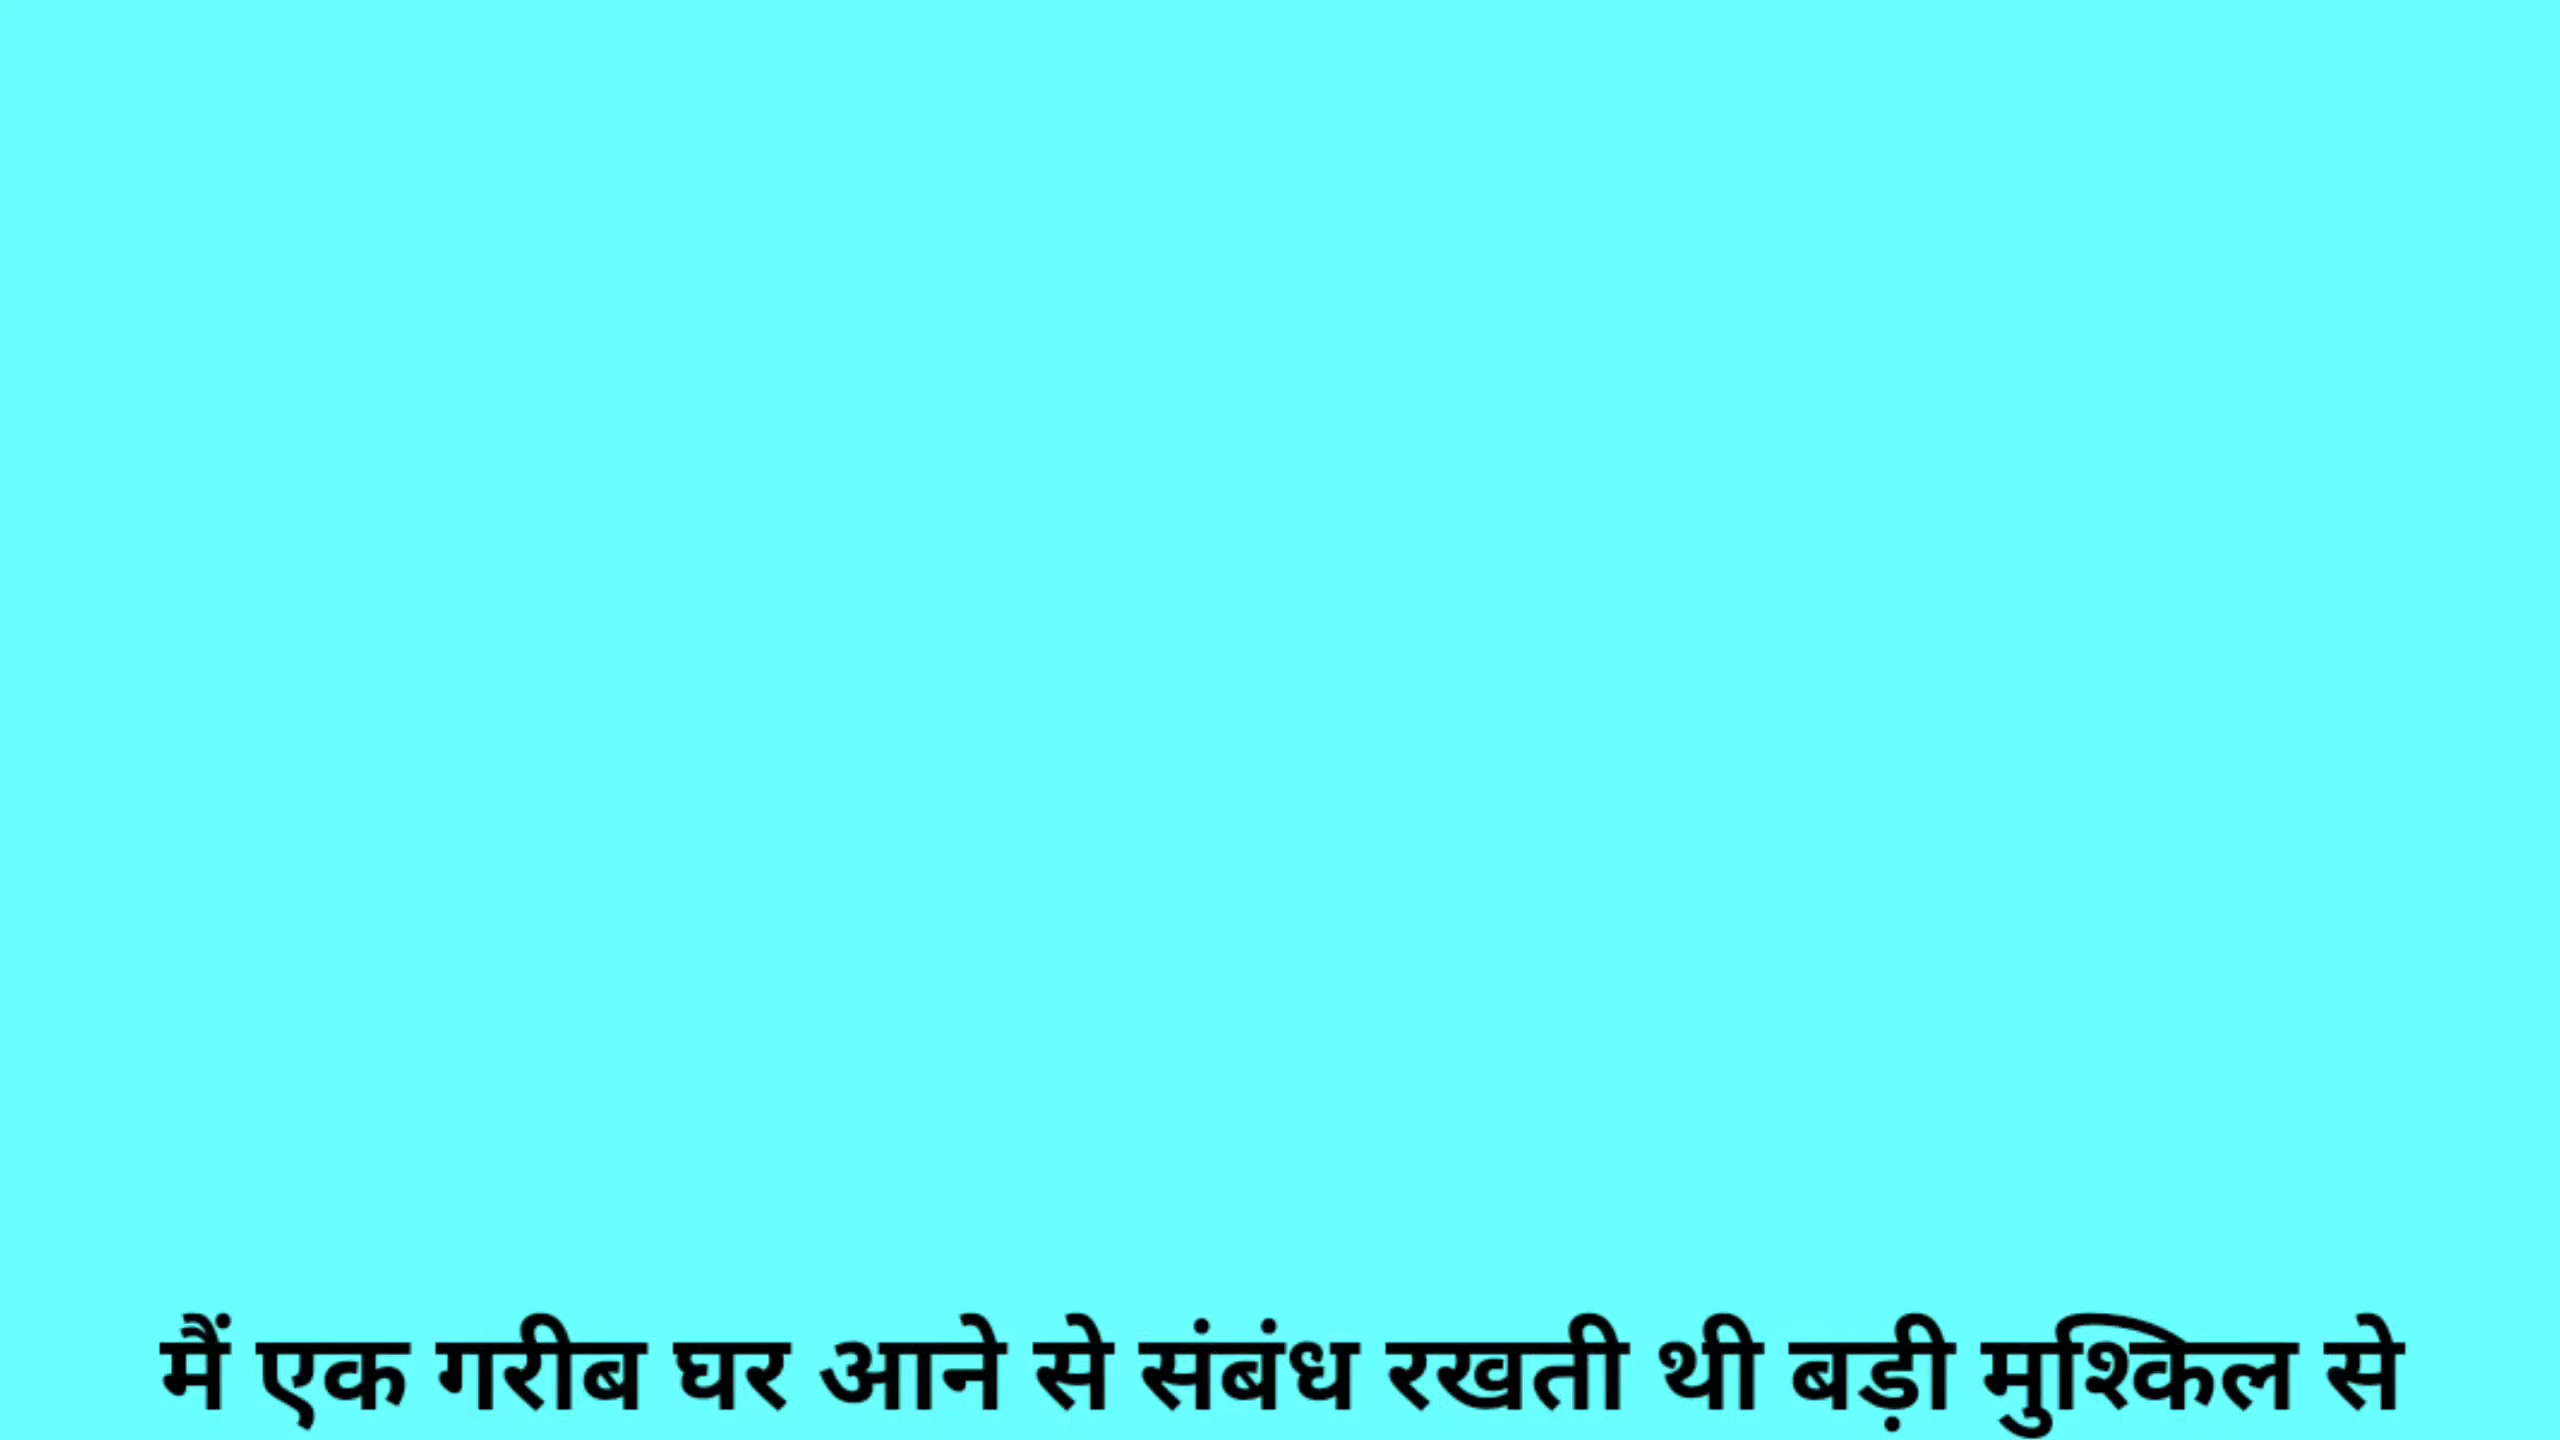 मैं एक गरीब घर आने से संबंध रखती थी बड़ी मुश्किल से